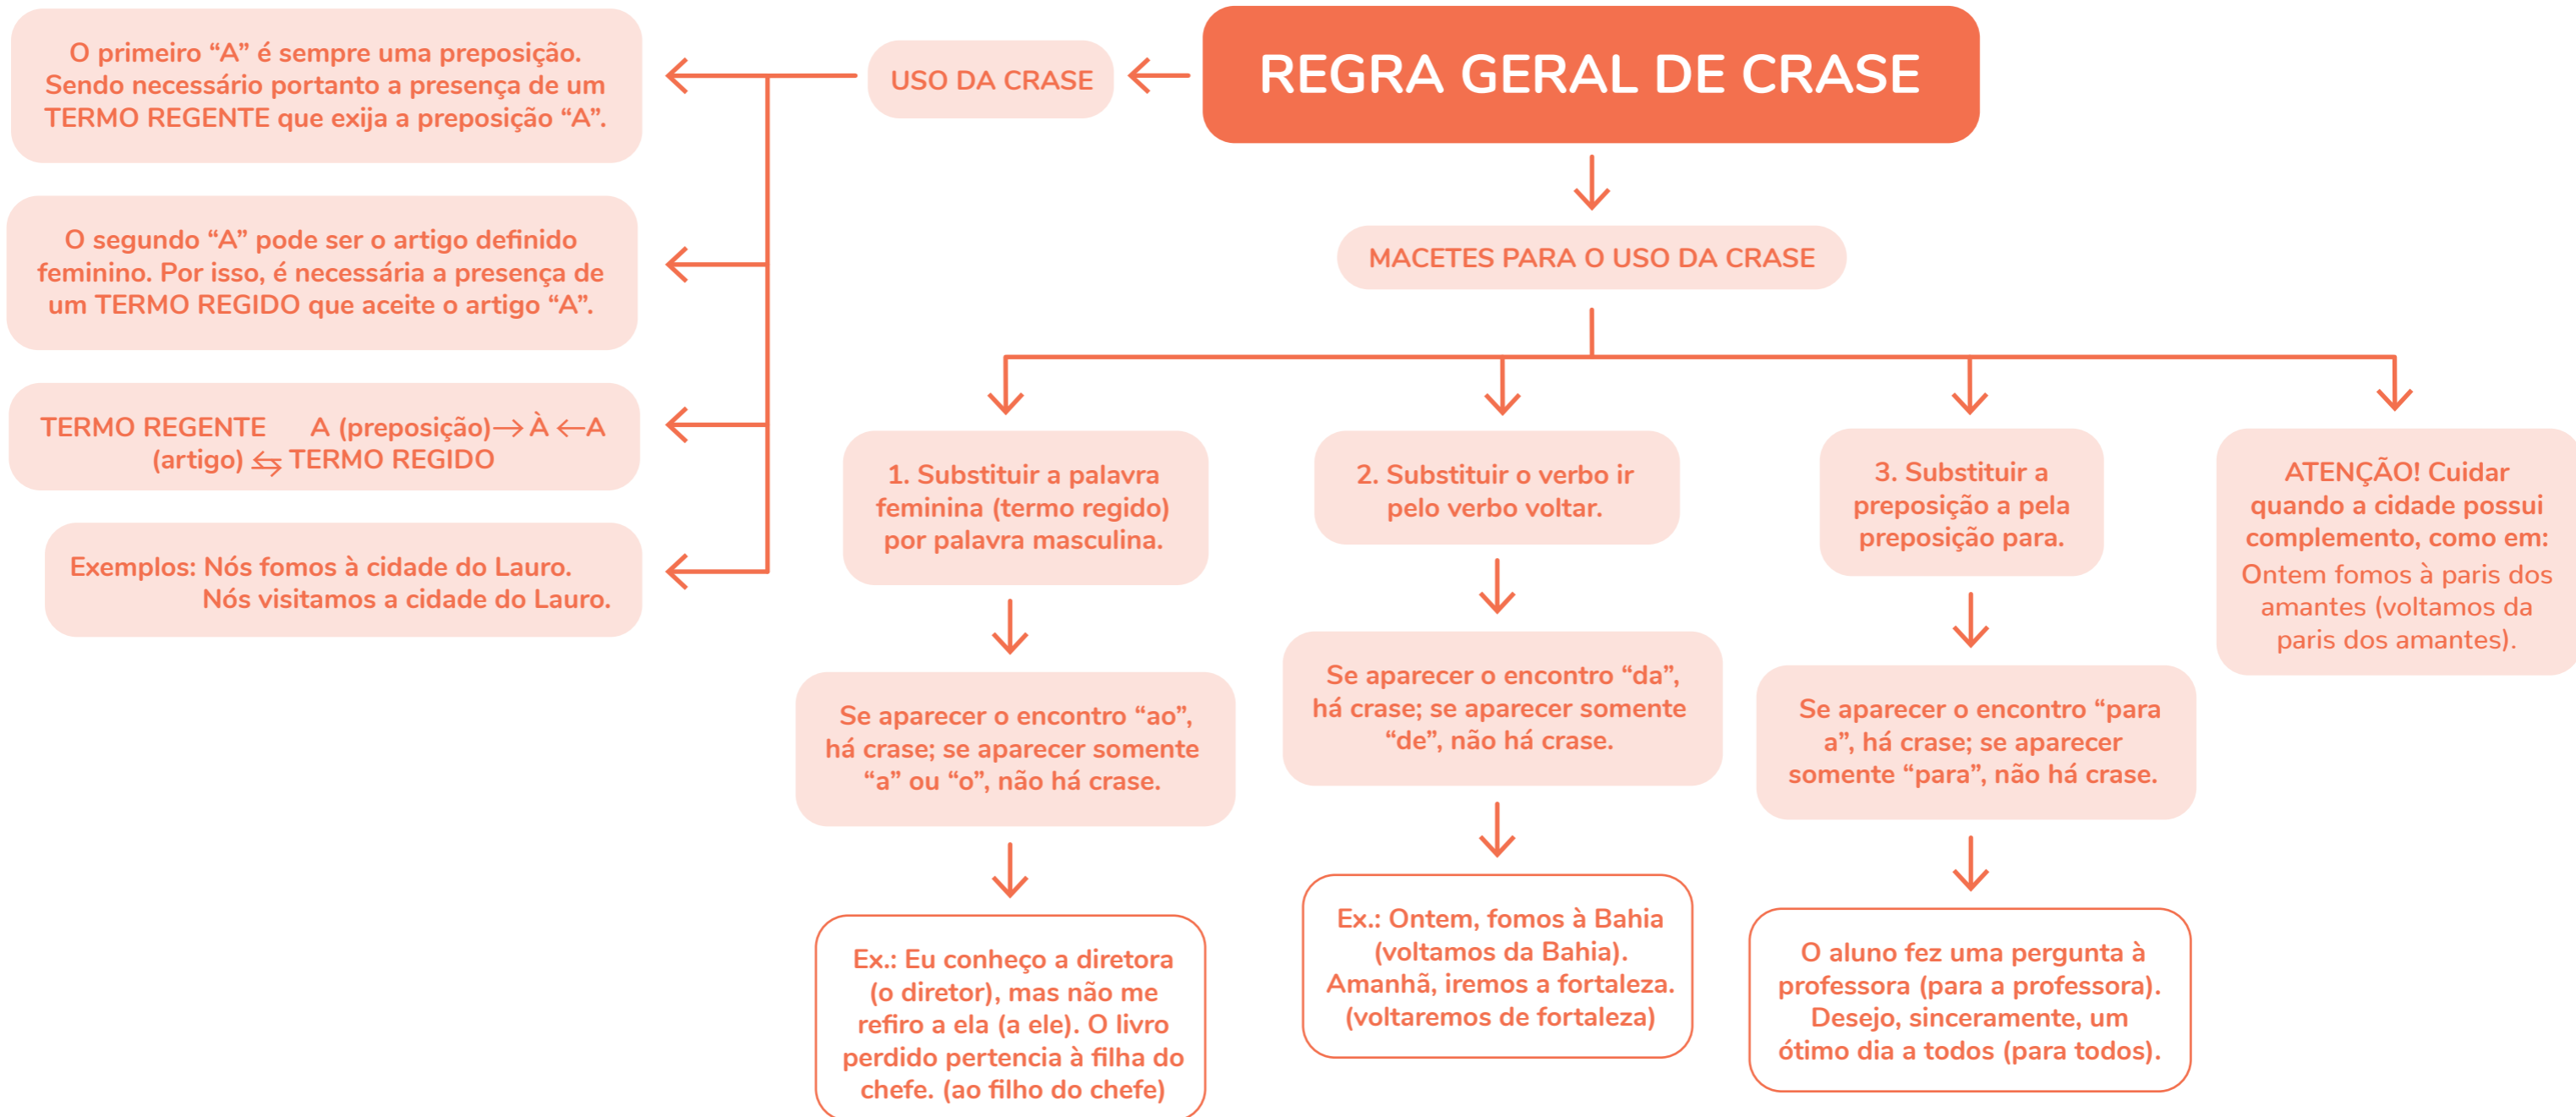 REGRA GERAL DE CRASE
USO DA CRASE
O primeiro “A” é sempre uma preposição.
Sendo necessário portanto a presença de um
TERMO REGENTE que exija a preposição “A”.
O segundo “A” pode ser o artigo definido
feminino. Por isso, é necessária a presença de
um TERMO REGIDO que aceite o artigo “A”.
TERMO REGENTE A (preposição)→ À ←A
(artigo) ⇆ TERMO REGIDO
Exemplos: Nós fomos à cidade do Lauro.
Nós visitamos a cidade do Lauro.
MACETES PARA O USO DA CRASE
1. Substituir a palavra
feminina (termo regido)
por palavra masculina.
Se aparecer o encontro “ao”,
há crase; se aparecer somente
“a” ou “o”, não há crase.
Ex.: Eu conheço a diretora
(o diretor), mas não me
refiro a ela (a ele). O livro
perdido pertencia à filha do
chefe. (ao filho do chefe)
2. Substituir o verbo ir
pelo verbo voltar.
Se aparecer o encontro “da”,
há crase; se aparecer somente
“de”, não há crase.
Ex.: Ontem, fomos à Bahia
(voltamos da Bahia).
Amanhã, iremos a fortaleza.
(voltaremos de fortaleza)
3. Substituir a
preposição a pela
preposição para.
Se aparecer o encontro “para
a”, há crase; se aparecer
somente “para”, não há crase.
O aluno fez uma pergunta à
professora (para a professora).
Desejo, sinceramente, um
ótimo dia a todos (para todos).
ATENÇÃO! Cuidar
quando a cidade possui
complemento, como em:
Ontem fomos à paris dos
amantes (voltamos da
paris dos amantes).